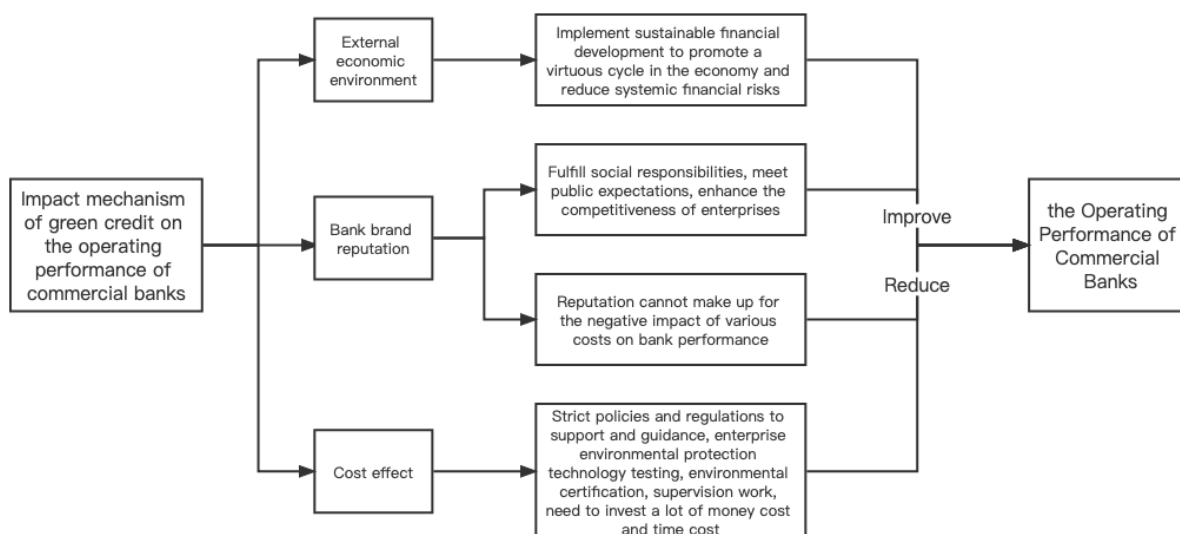 Impact mechanism
of green credit on
the operating
performance of
commercial banks
External
economic
environment
Implement sustainable financial
development to promote a
virtuous cycle in the economy and
reduce systemic financial risks
Bank brand
reputation
Fulfill social responsibilities, meet
public expectations, enhance the
competitiveness of enterprises
Reputation cannot make up for
the negative impact of various
costs on bank performance
Cost effect
Strict policies and regulations to
support and guidance, enterprise
environmental protection
technology testing, environmental
certification, supervision work,
need to invest a lot of money cost
and time cost
Improve
Reduce
the Operating
Performance of
Commercial
Banks